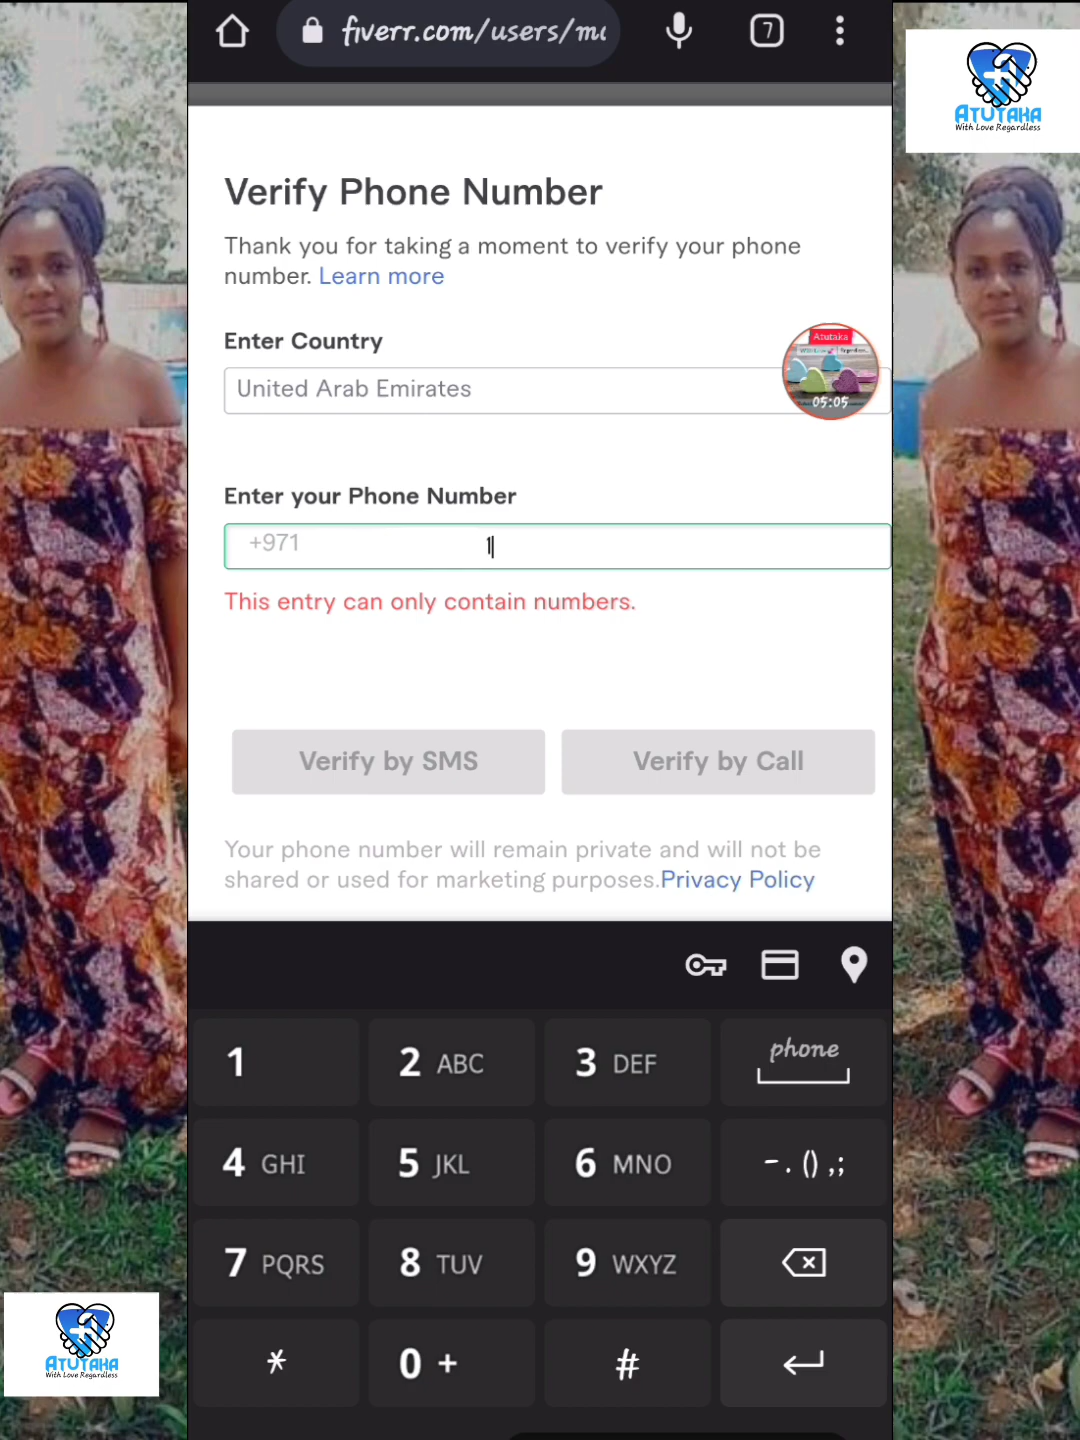 fiverr.com/users/m
7
ATUTAKA
With Love Regardless
Verify Phone Number
Thank you for taking a moment to verify your phone
number. Learn more
Enter Country
United Arab Emirates
Atutaka
05:05
Enter your Phone Number
+971
1
This entry can only contain numbers.
Verify by SMS
Verify by Call
Your phone number will remain private and will not be
shared or used for marketing purposes.Privacy Policy
1
2 ABC
3 DEF
phone
4 GHI
5 JKL
6 MNO
- . () ,;
7 PQRS
8 TUV
9 WXYZ
*
0 +
#
ATUTAKA
With Love Regardless